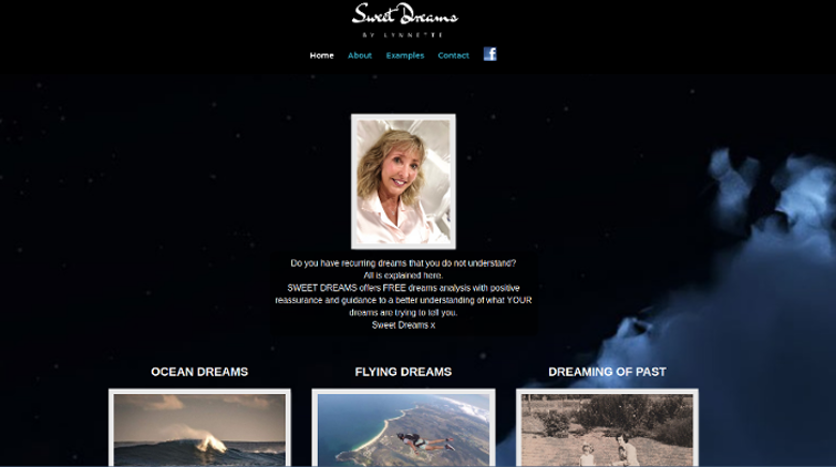 Sweet Dreams
BY LYNNETTE
Home About Examples Contact f
Do you have recurring dreams that you do not understand?
All is explained here.
SWEET DREAMS offers FREE dreams analysis with positive
reassurance and guidance to a better understanding of what YOUR
dreams are trying to tell you.
Sweet Dreams x
OCEAN DREAMS FLYING DREAMS DREAMING OF PAST